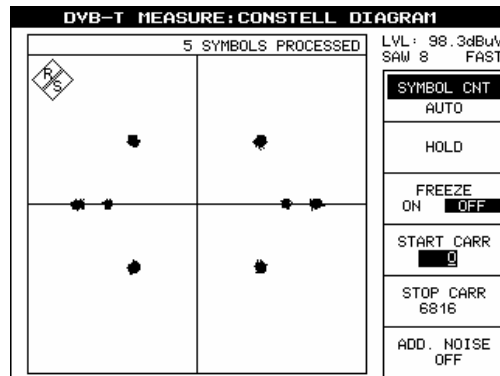 DVB-T MEASURE:CONSTELL DIAGRAM
5 SYMBOLS PROCESSED
LVL: 98.3dBuV
SAW 8 FAST
R/S
SYMBOL CNT
AUTO
HOLD
FREEZE
ON OFF
START CARR
0
STOP CARR
6816
ADD. NOISE
OFF